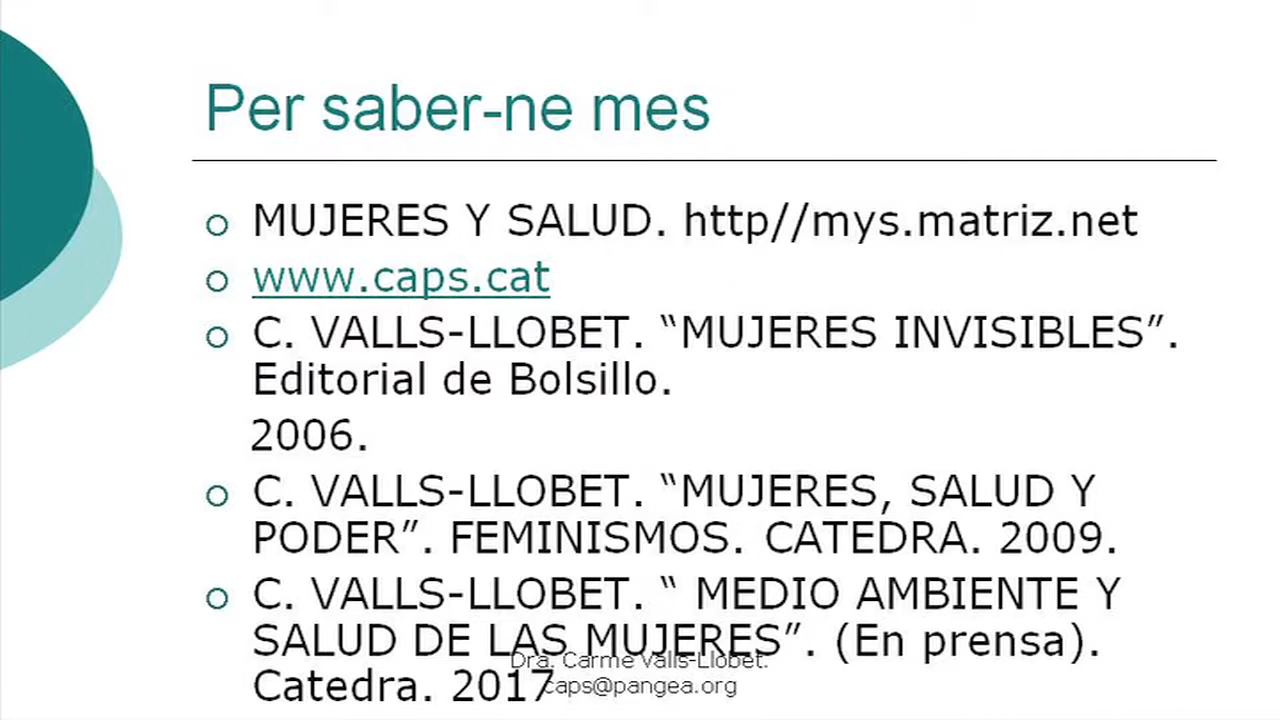 Per saber-ne mes
MUJERES Y SALUD. http//mys.matriz.net
www.caps.cat
C. VALLS-LLOBET. “MUJERES INVISIBLES”.
Editorial de Bolsillo.
2006.
C. VALLS-LLOBET. “MUJERES, SALUD Y
PODER”. FEMINISMOS. CATEDRA. 2009.
C. VALLS-LLOBET. “ MEDIO AMBIENTE Y
SALUD DE LAS MUJERES”. (En prensa).
Catedra. 2017
Dra. Carme Valls-Llobet.
caps@pangea.org